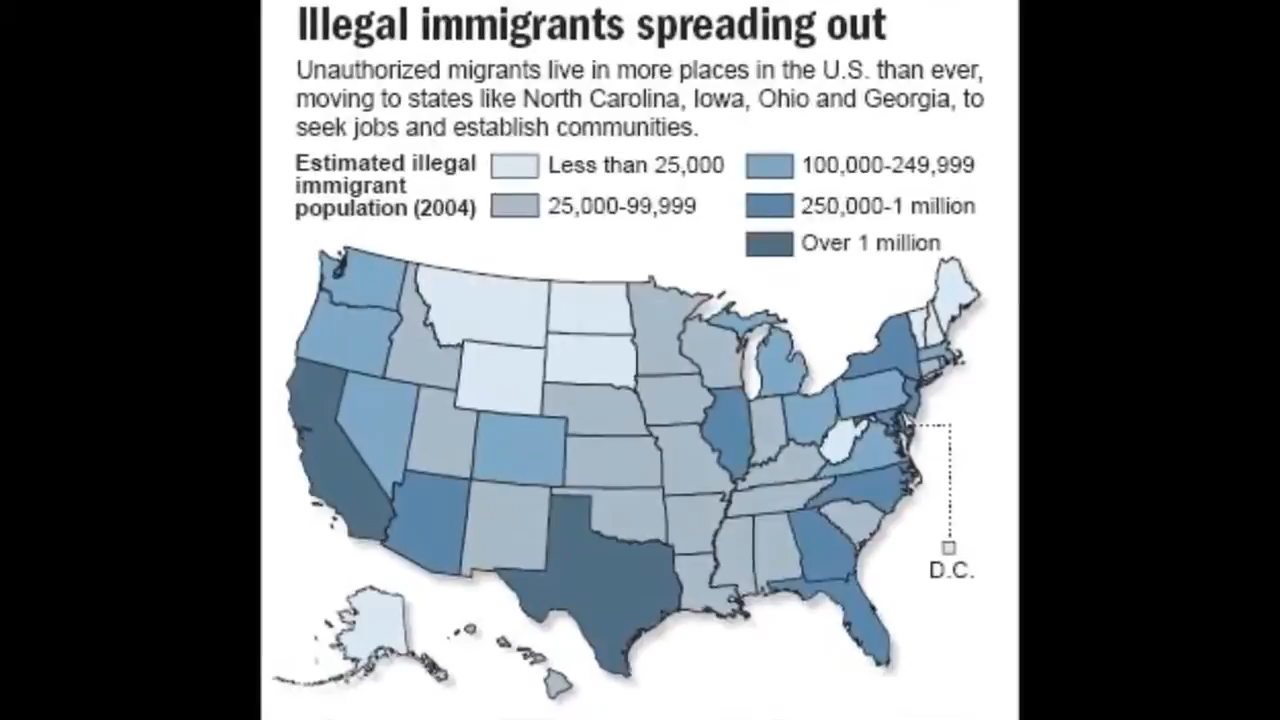 Illegal immigrants spreading out
Unauthorized migrants live in more places in the U.S. than ever,
moving to states like North Carolina, Iowa, Ohio and Georgia, to
seek jobs and establish communities.
Estimated illegal
immigrant
population (2004)
Less than 25,000
25,000-99,999
100,000-249,999
250,000-1 million
Over 1 million
D.C.